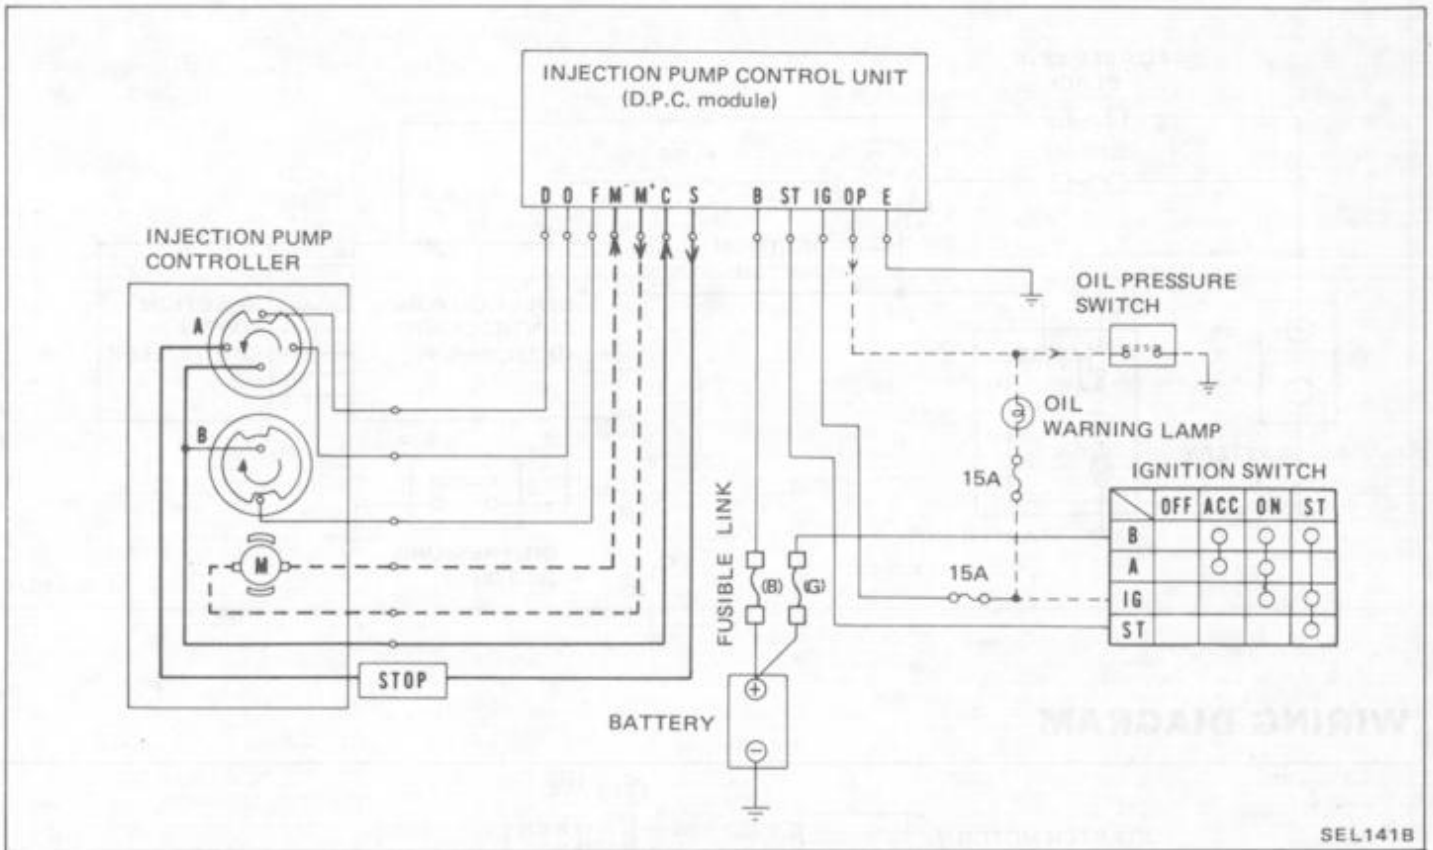 INJECTION PUMP CONTROL UNIT
(D.P.C. module)
D O F M⁻ M⁺ C S B ST IG OP E
INJECTION PUMP
CONTROLLER
A
B
M
STOP
OIL PRESSURE
SWITCH
OIL
WARNING LAMP
15A
15A
FUSIBLE LINK
(B) (G)
BATTERY
+
−
IGNITION SWITCH
OFF ACC ON ST
B
A
IG
ST
WIRING DIAGRAM
SEL141B